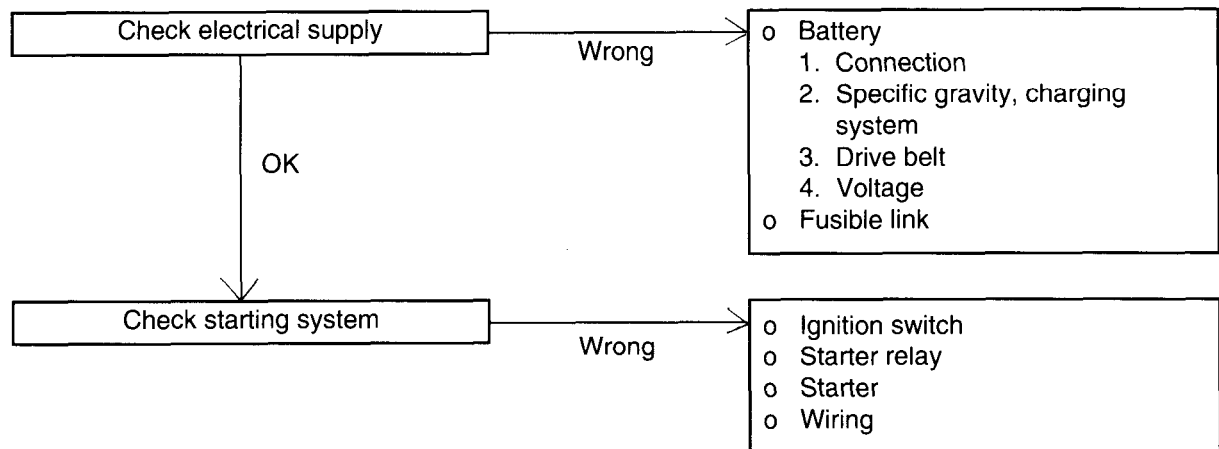 Check electrical supply
Wrong
o Battery
1. Connection
2. Specific gravity, charging
system
3. Drive belt
4. Voltage
o Fusible link
OK
Check starting system
Wrong
o Ignition switch
o Starter relay
o Starter
o Wiring